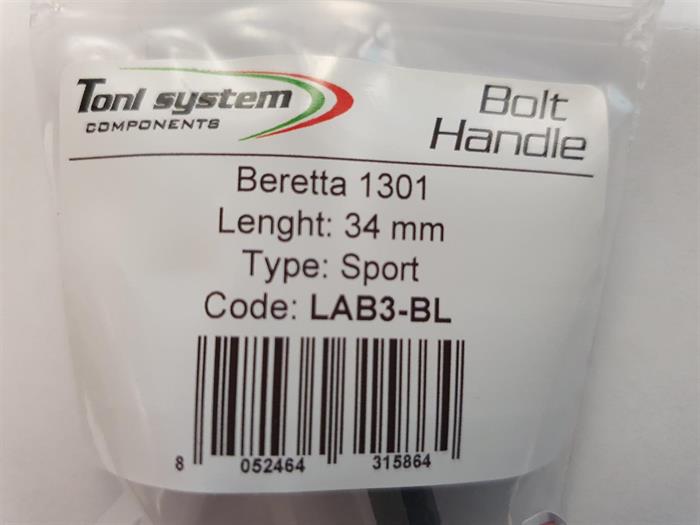 Toni system
COMPONENTS
Bolt
Handle
Beretta 1301
Lenght: 34 mm
Type: Sport
Code: LAB3-BL
8 052464 315864